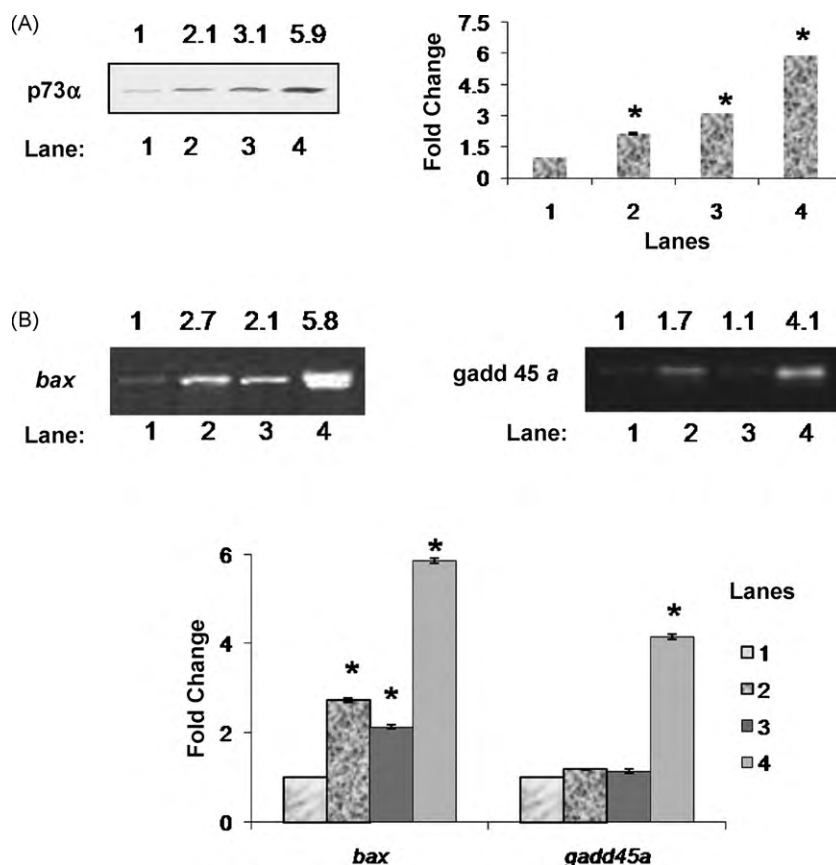 (A)
1 2.1 3.1 5.9
p73α
Lane: 1 2 3 4
Fold Change
7.5
6
4.5
3
1.5
0
* * *
1 2 3 4
Lanes
(B)
1 2.7 2.1 5.8
bax
Lane: 1 2 3 4
1 1.7 1.1 4.1
gadd 45 a
Lane: 1 2 3 4
Fold Change
6
4
2
0
* * * *
bax gadd45a
Lanes
1
2
3
4